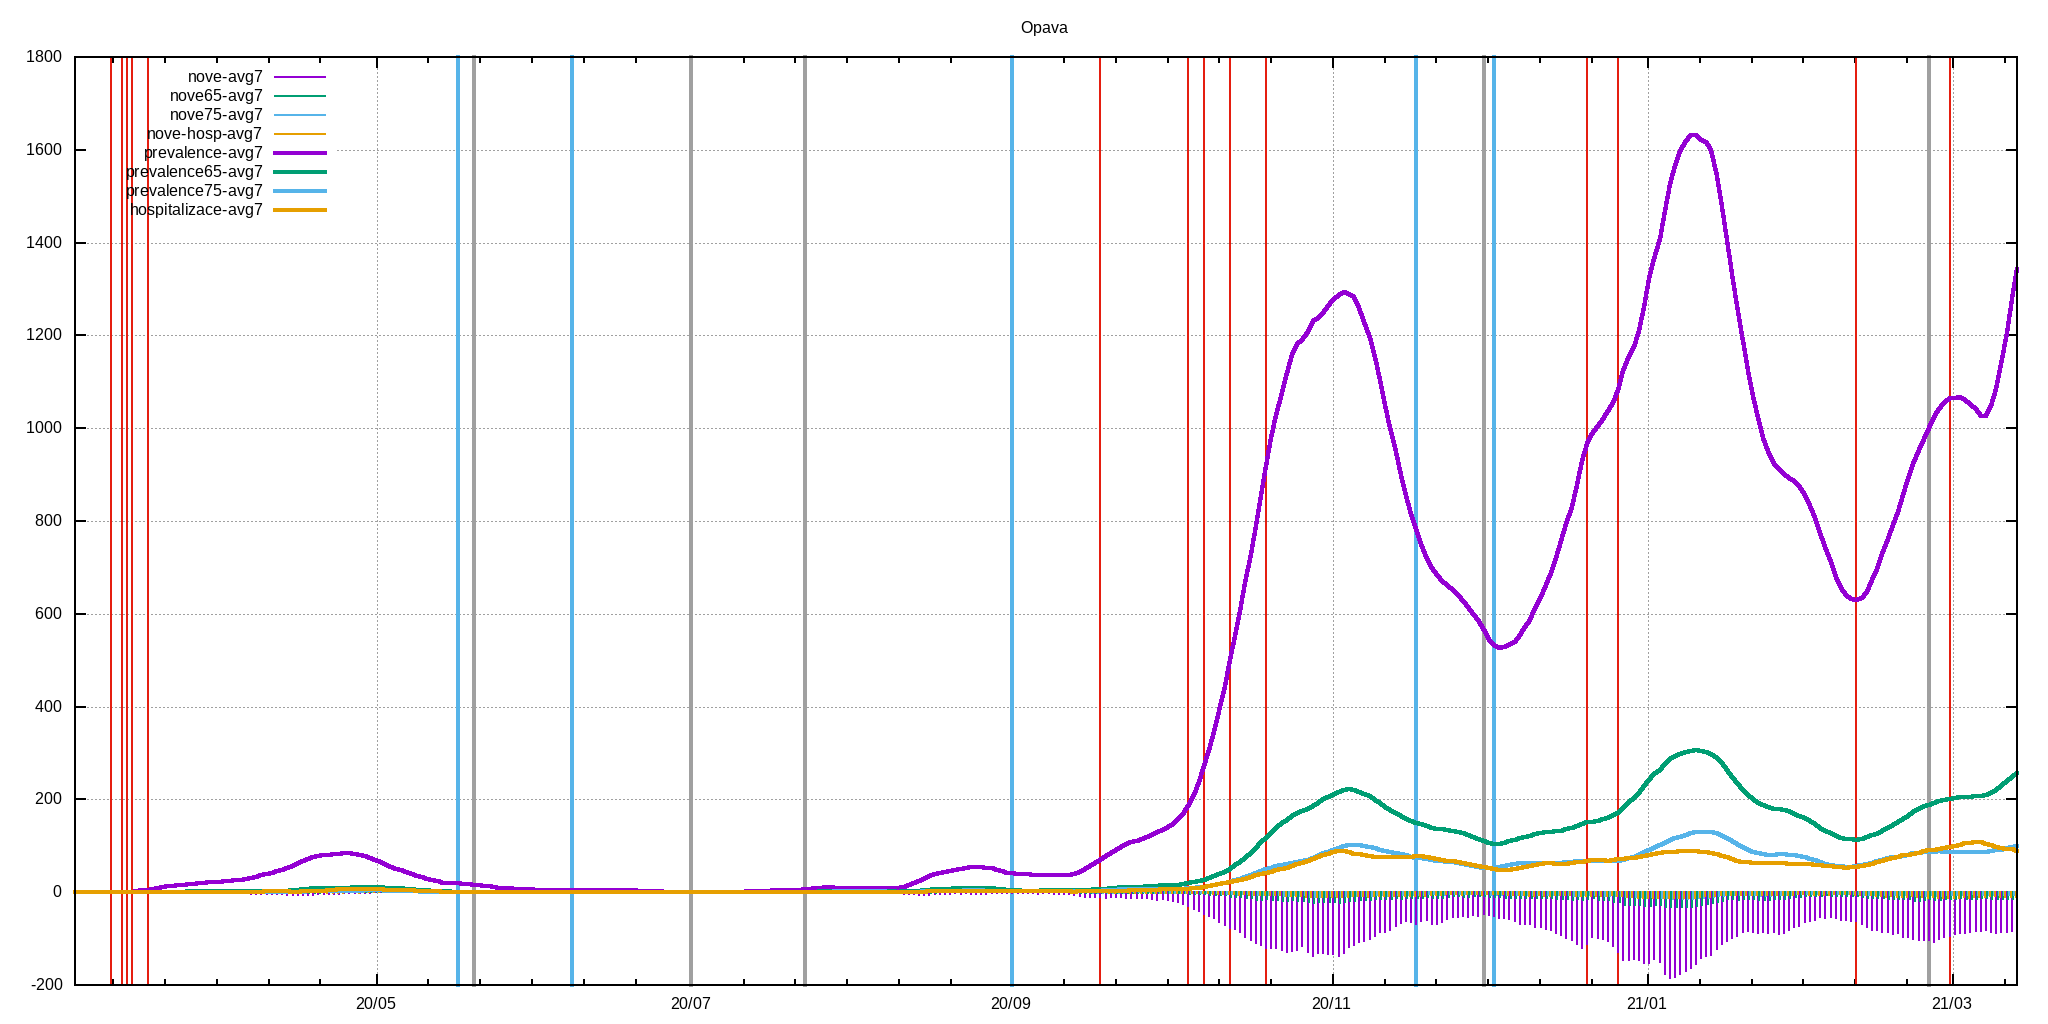 Opava
1800
1600
1400
1200
1000
800
600
400
200
0
-200
nove-avg7
nove65-avg7
nove75-avg7
nove-hosp-avg7
prevalence-avg7
prevalence65-avg7
prevalence75-avg7
hospitalizace-avg7
20/05 20/07 20/09 20/11 21/01 21/03